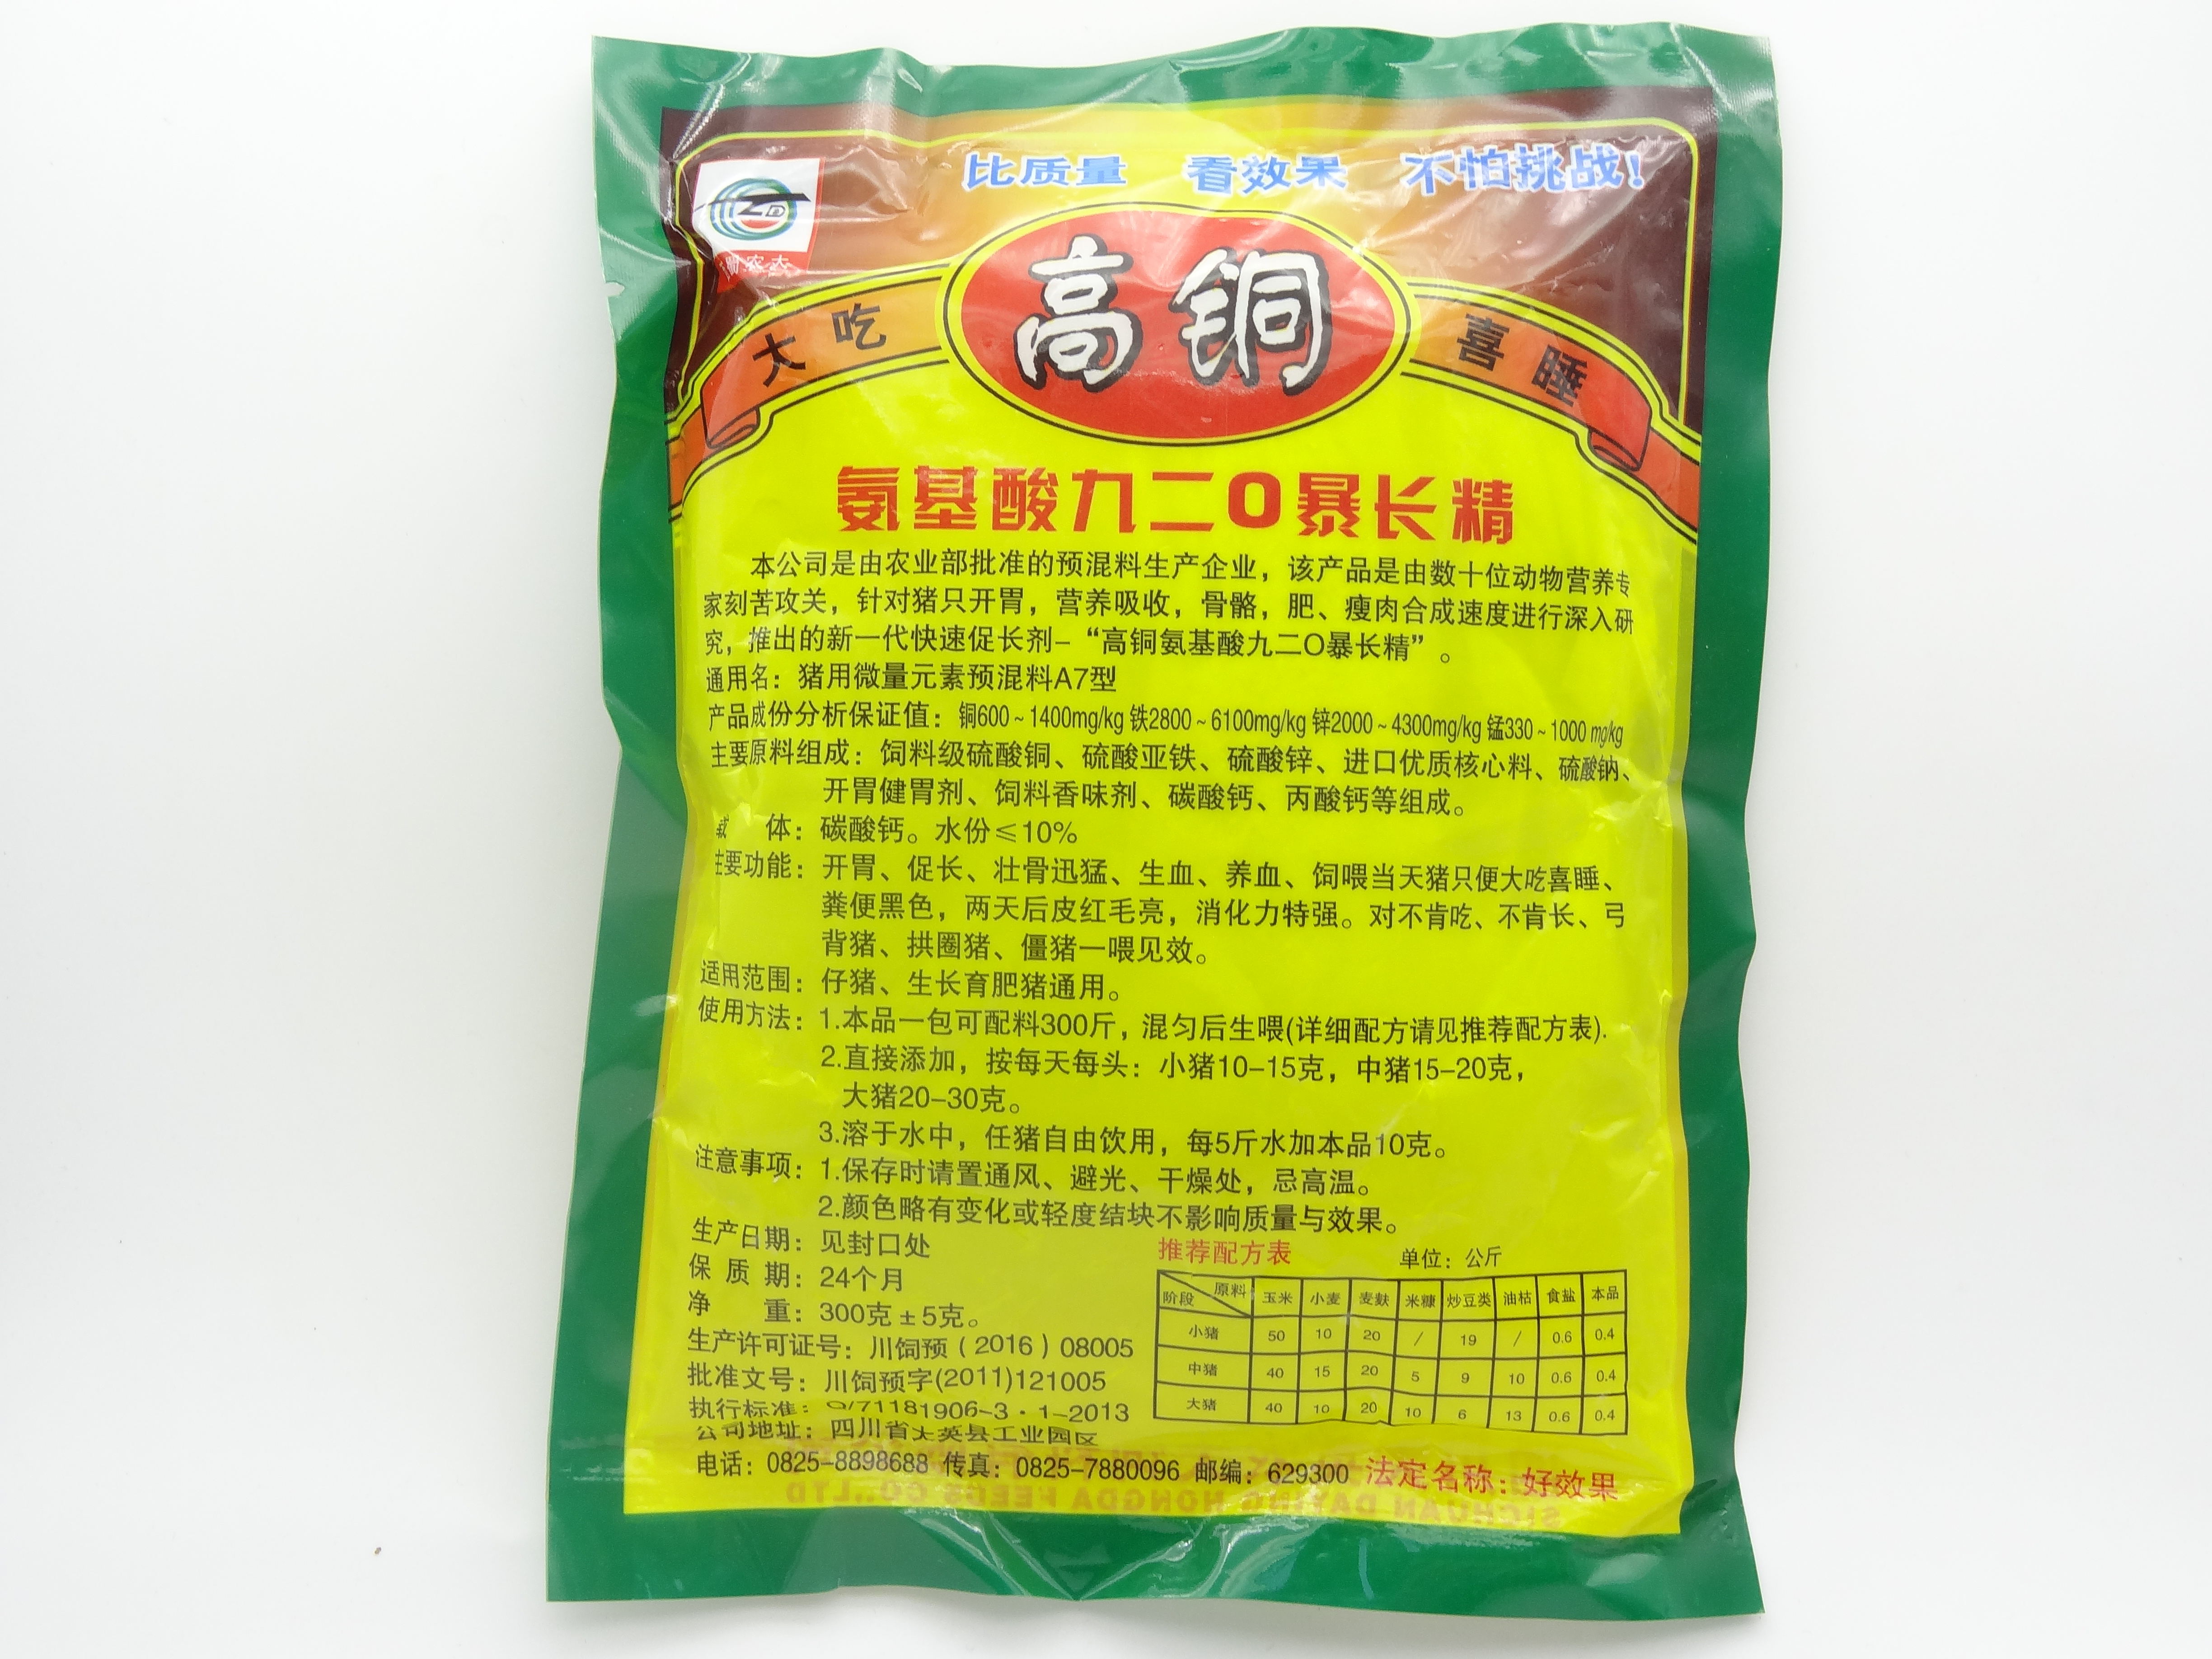 比质量 看效果 不怕挑战!
大吃 高铜 喜睡
氨基酸九二O暴长精
本公司是由农业部批准的预混料生产企业，该产品是由数十位动物营养专
家刻苦攻关，针对猪只开胃，营养吸收，骨骼，肥、瘦肉合成速度进行深入研
究，推出的新一代快速促长剂-“高铜氨基酸九二O暴长精”。
通用名：猪用微量元素预混料A7型
产品成份分析保证值：铜600~1400mg/kg 铁2800~6100mg/kg 锌2000~4300mg/kg 锰330~1000 mg/kg
主要原料组成：饲料级硫酸铜、硫酸亚铁、硫酸锌、进口优质核心料、硫酸钠、
开胃健胃剂、饲料香味剂、碳酸钙、丙酸钙等组成。
载 体：碳酸钙。水份≤10%
主要功能：开胃、促长、壮骨迅猛、生血、养血、饲喂当天猪只便大吃喜睡、
粪便黑色，两天后皮红毛亮，消化力特强。对不肯吃、不肯长、弓
背猪、拱圈猪、僵猪一喂见效。
适用范围：仔猪、生长育肥猪通用。
使用方法：1.本品一包可配料300斤，混匀后生喂(详细配方请见推荐配方表).
2.直接添加，按每天每头：小猪10-15克，中猪15-20克，
大猪20-30克。
3.溶于水中，任猪自由饮用，每5斤水加本品10克。
注意事项：1.保存时请置通风、避光、干燥处，忌高温。
2.颜色略有变化或轻度结块不影响质量与效果。
生产日期：见封口处
保 质 期：24个月
净 重：300克±5克。
生产许可证号：川饲预（2016）08005
批准文号：川饲预字(2011)121005
执行标准：Q/71181906-3·1-2013
公司地址：四川省大英县工业园区
电话：0825-8898688 传真：0825-7880096 邮编：629300 法定名称：好效果
推荐配方表 单位：公斤
阶段 原料 玉米 小麦 麦麸 米糠 炒豆类 油枯 食盐 本品
小猪 50 10 20 / 19 / 0.6 0.4
中猪 40 15 20 5 9 10 0.6 0.4
大猪 40 10 20 10 6 13 0.6 0.4